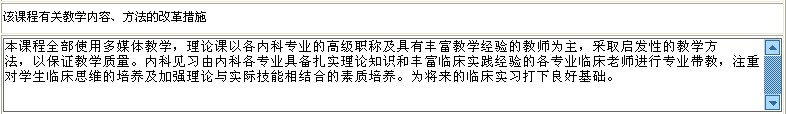 该课程有关教学内容、方法的改革措施
本课程全部使用多媒体教学，理论课以各内科专业的高级职称及具有丰富教学经验的教师为主，采取启发性的教学方
法，以保证教学质量。内科见习由内科各专业具备扎实理论知识和丰富临床实践经验的各专业临床老师进行专业带教，注重
对学生临床思维的培养及加强理论与实际技能相结合的素质培养。为将来的临床实习打下良好基础。